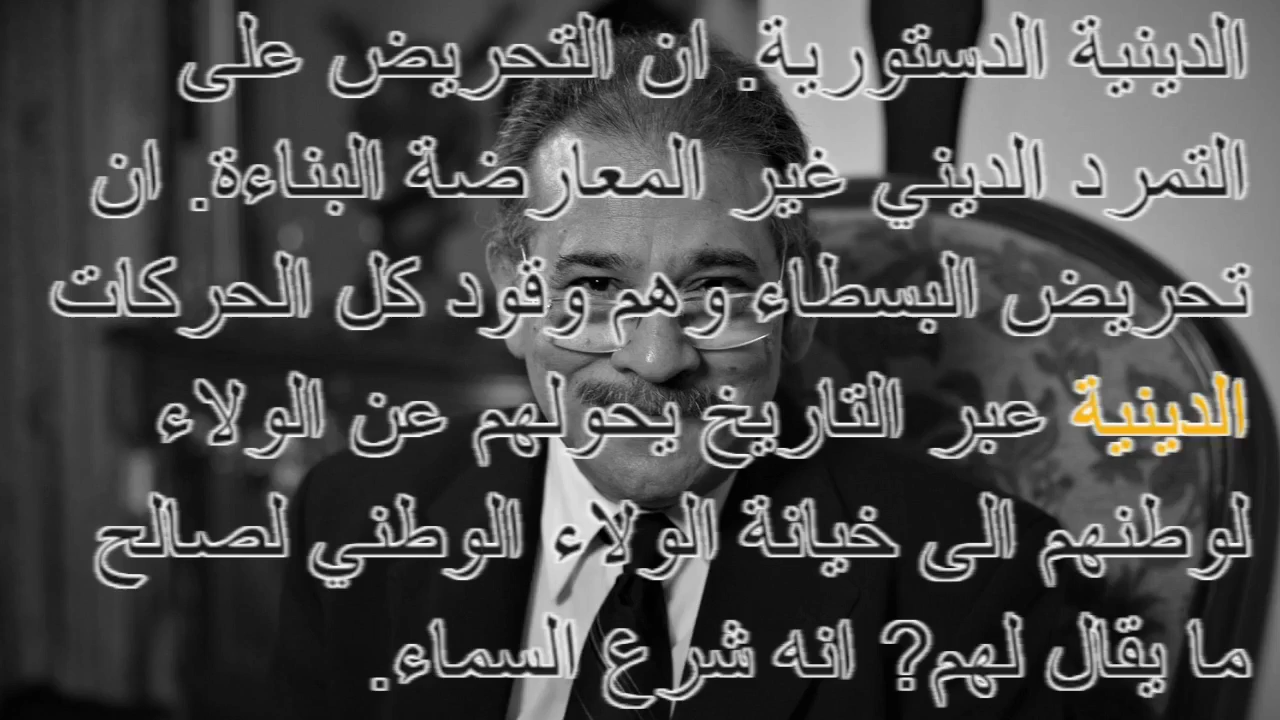 الدينية الدستورية. ان التحريض على
التمرد الديني غير المعارضة البناءة. ان
تحريض البسطاء وهم وقود كل الحركات
الدينية عبر التاريخ يحولهم عن الولاء
لوطنهم الى خيانة الولاء الوطني لصالح
ما يقال لهم? انه شرع السماء.